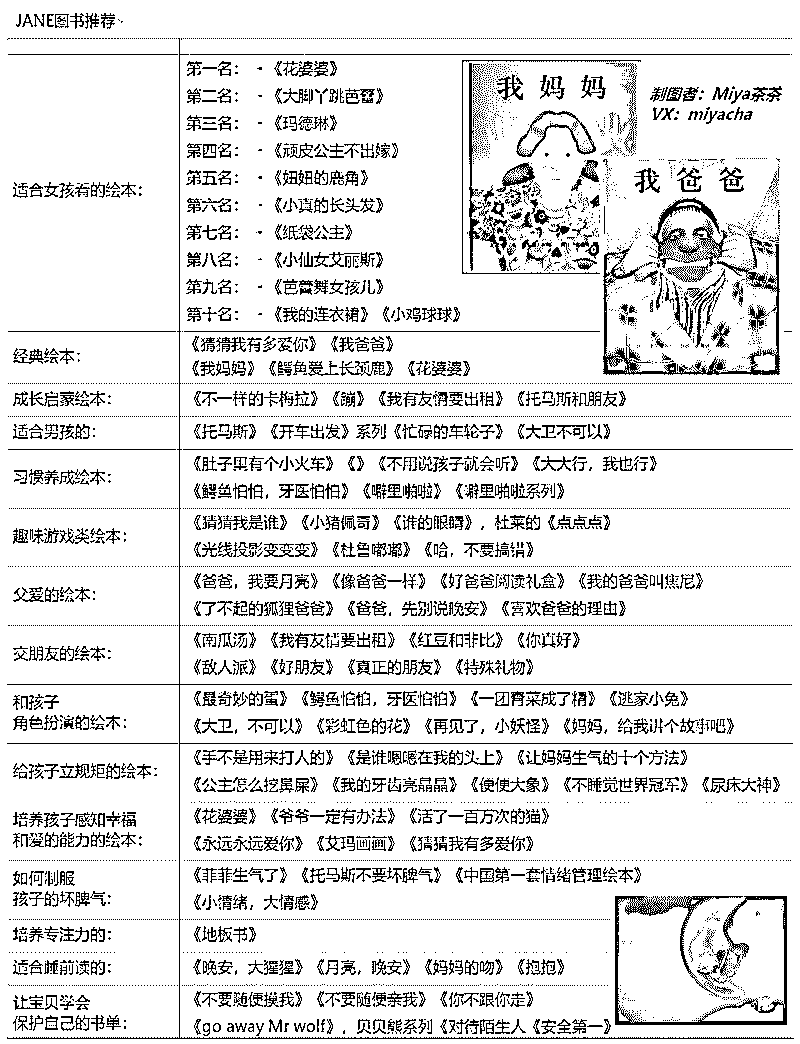 JANE图书推荐、
适合女孩看的绘本：
第一名： · 《花婆婆》
第二名： · 《大脚丫跳芭蕾》
第三名： · 《玛德琳》
第四名： · 《顽皮公主不出嫁》
第五名： · 《妞妞的鹿角》
第六名： · 《小真的长头发》
第七名： · 《纸袋公主》
第八名： · 《小仙女艾丽斯》
第九名： · 《芭蕾舞女孩儿》
第十名： · 《我的连衣裙》《小鸡球球》
我妈妈
制图者：Miya茶茶
VX：miyacha
我爸爸
经典绘本：
《猜猜我有多爱你》《我爸爸》
《我妈妈》《鳄鱼爱上长颈鹿》《花婆婆》
成长启蒙绘本：
《不一样的卡梅拉》《蹦》《我有友情要出租》《托马斯和朋友》
适合男孩的：
《托马斯》《开车出发》系列《忙碌的车轮子》《大卫不可以》
习惯养成绘本：
《肚子里有个小火车》《》《不用说孩子就会听》《大大行，我也行》
《鳄鱼怕怕，牙医怕怕》《噼里啪啦》《噼里啪啦系列》
趣味游戏类绘本：
《猜猜我是谁》《小猪佩奇》《谁的眼睛》，杜莱的《点点点》
《光线投影变变变》《杜鲁嘟嘟》《哈，不要搞错》
父爱的绘本：
《爸爸，我要月亮》《像爸爸一样》《好爸爸阅读礼盒》《我的爸爸叫焦尼》
《了不起的狐狸爸爸》《爸爸，先别说晚安》《喜欢爸爸的理由》
交朋友的绘本：
《南瓜汤》《我有友情要出租》《红豆和菲比》《你真好》
《敌人派》《好朋友》《真正的朋友》《特殊礼物》
和孩子
角色扮演的绘本：
《最奇妙的蛋》《鳄鱼怕怕，牙医怕怕》《一园青菜成了精》《逃家小兔》
《大卫，不可以》《彩虹色的花》《再见了，小妖怪》《妈妈，给我讲个故事吧》
给孩子立规矩的绘本：
《手不是用来打人的》《是谁嗯嗯在我的头上》《让妈妈生气的十个方法》
《公主怎么挖鼻屎》《我的牙齿亮晶晶》《便便大象》《不睡觉世界冠军》《尿床大神》
培养孩子感知幸福
和爱的能力的绘本：
《花婆婆》《爷爷一定有办法》《活了一百万次的猫》
《永远永远爱你》《艾玛画画》《猜猜我有多爱你》
如何制服
孩子的坏脾气：
《菲菲生气了》《托马斯不要坏脾气》《中国第一套情绪管理绘本》
《小情绪，大情感》
培养专注力的：
《地板书》
适合睡前读的：
《晚安，大猩猩》《月亮，晚安》《妈妈的吻》《抱抱》
让宝贝学会
保护自己的书单：
《不要随便摸我》《不要随便亲我》《你不跟你走》
《go away Mr wolf》，贝贝熊系列《对待陌生人《安全第一》